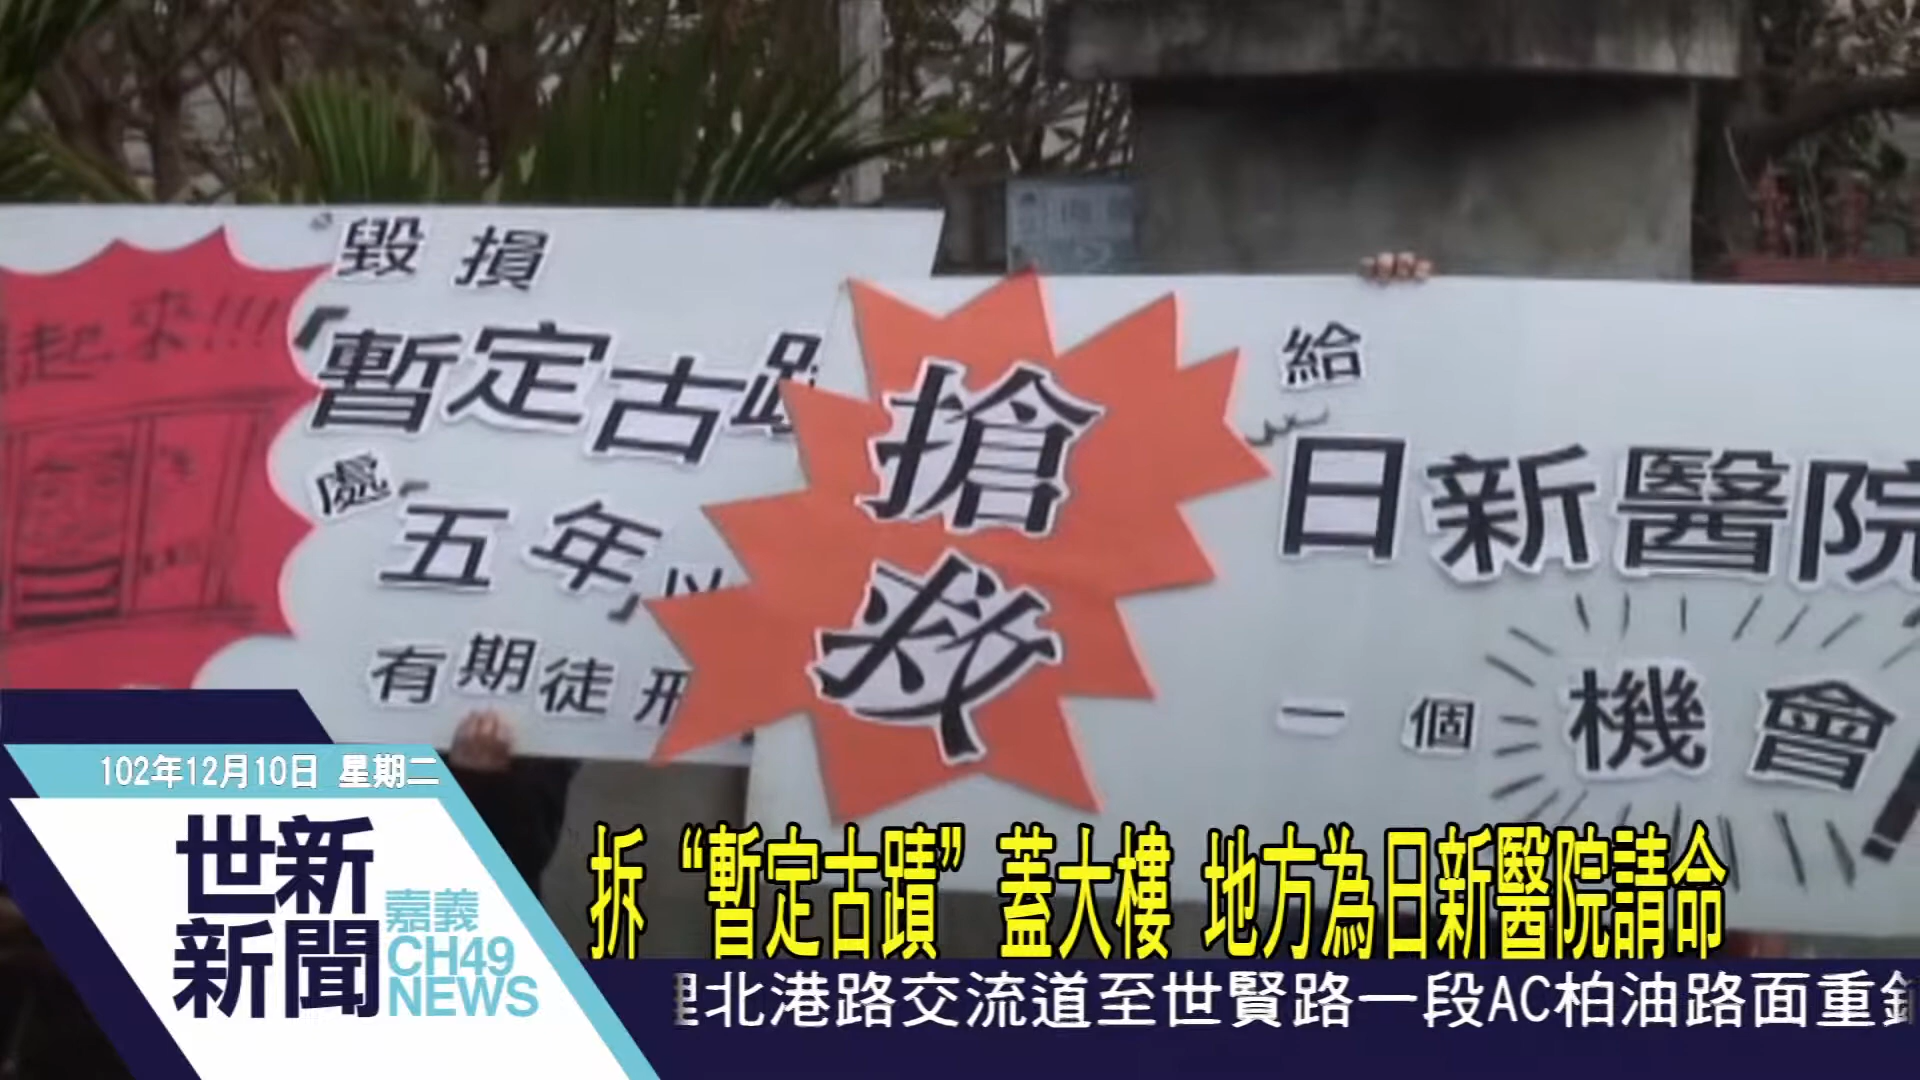 起來!!!
毀損
「暫定古蹟
處
五年」以
有期徒刑
搶救
給
日新醫院
一個機會!
102年12月10日 星期二
世新
新聞
嘉義
CH49
NEWS
拆“暫定古蹟”蓋大樓 地方為日新醫院請命
北港路交流道至世賢路一段AC柏油路面重